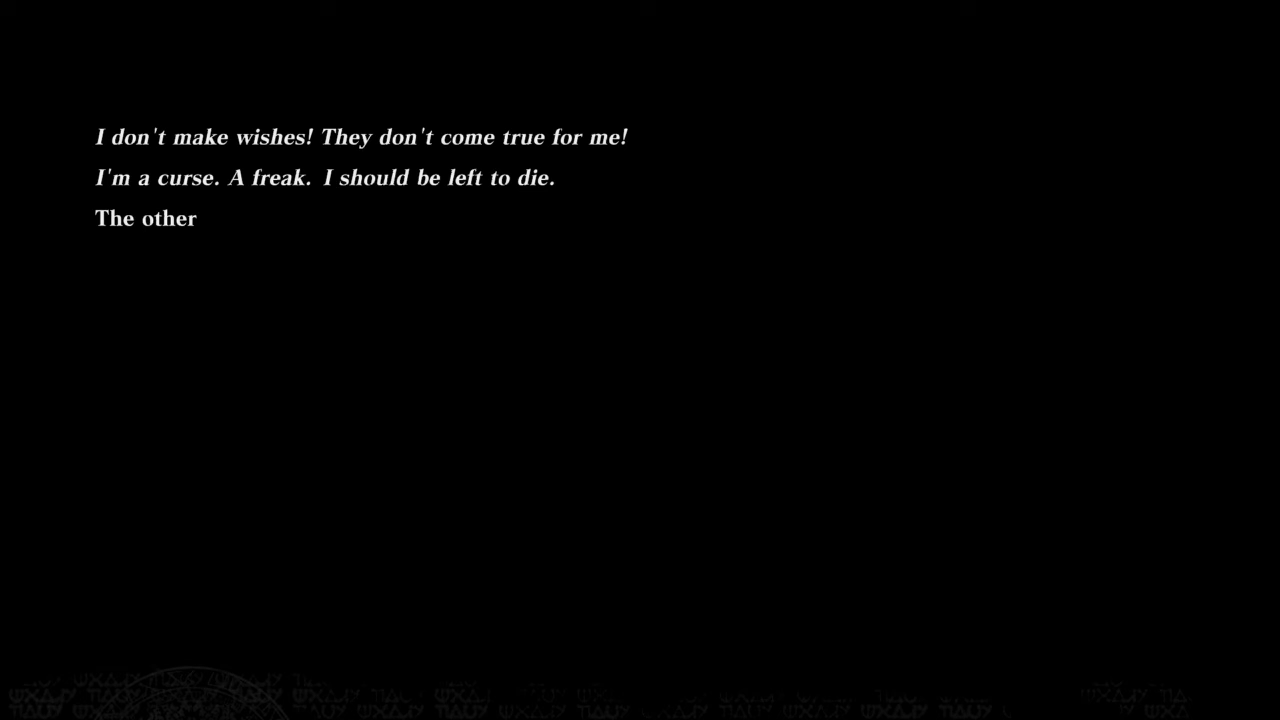 I don't make wishes! They don't come true for me!
I'm a curse. A freak. I should be left to die.
The other